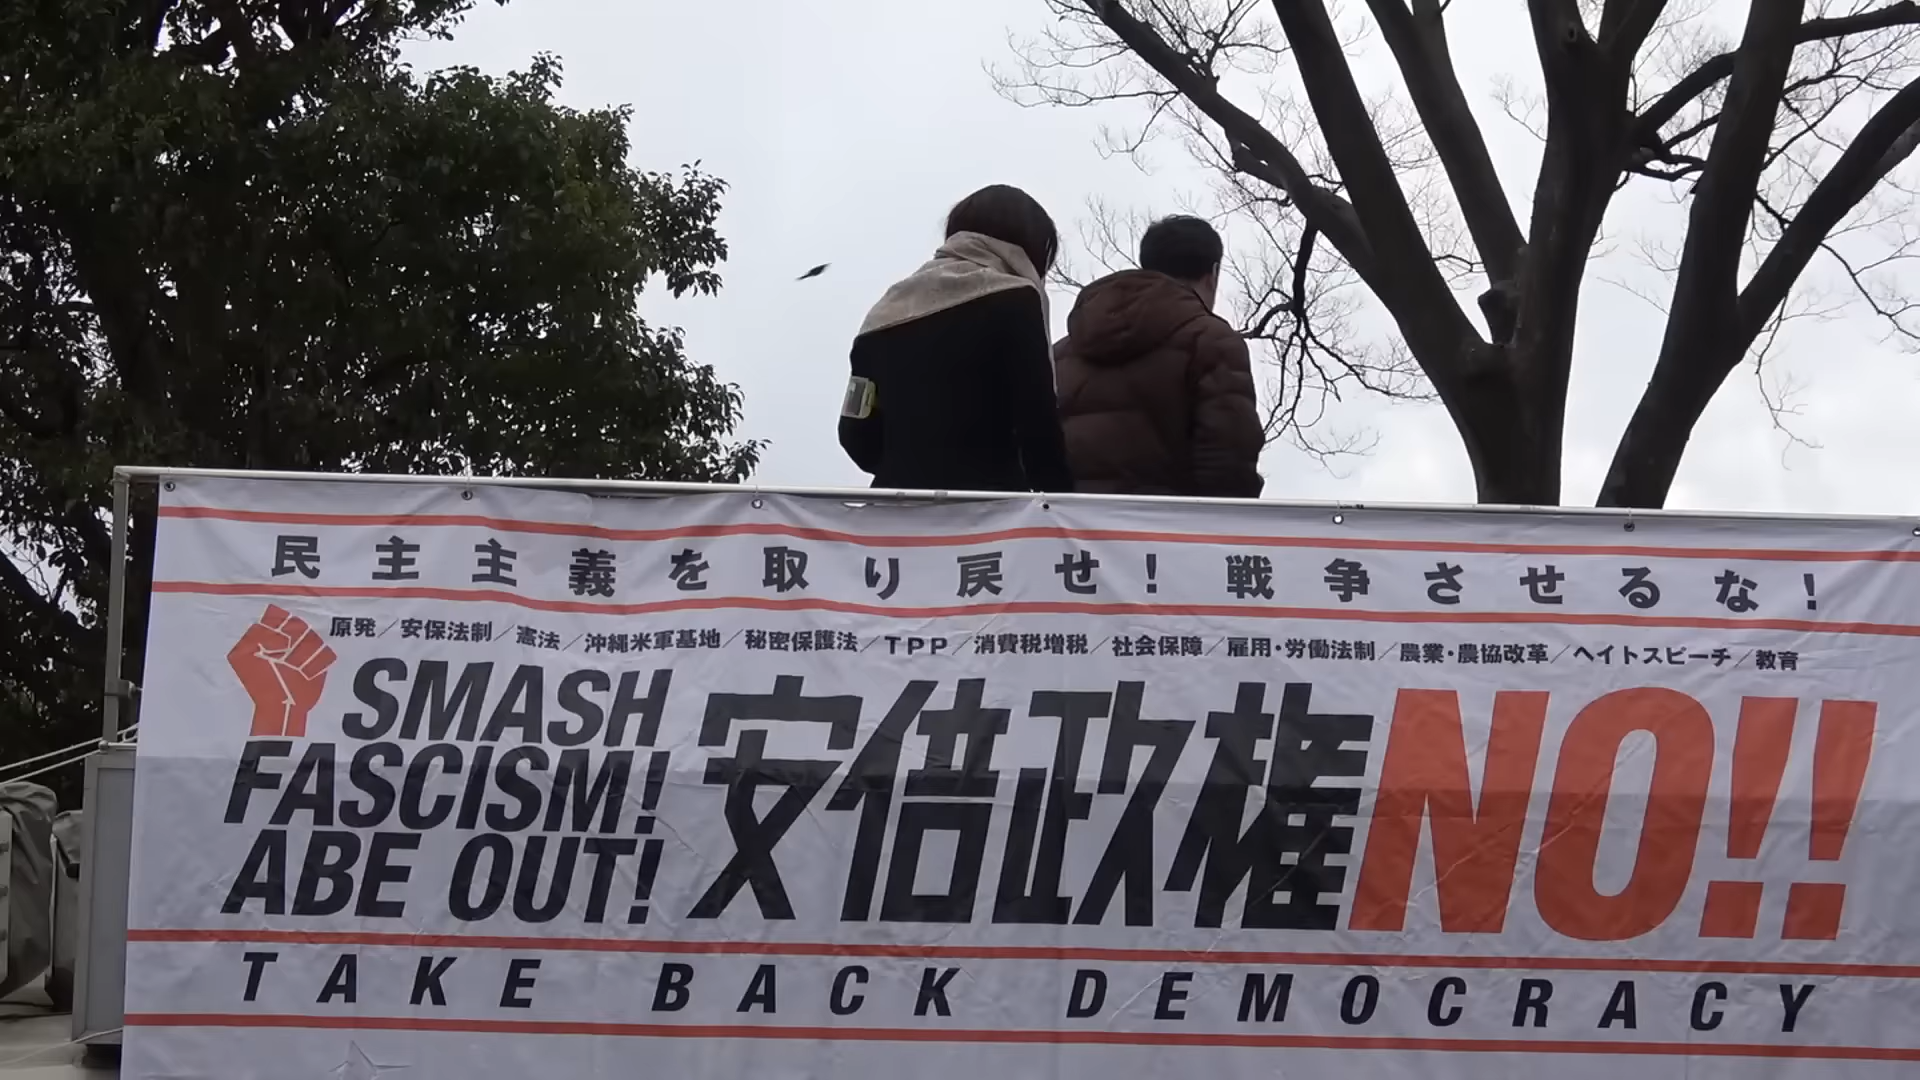 民主主義を取り戻せ！戦争させるな！
原発／安保法制／憲法／沖縄米軍基地／秘密保護法／TPP／消費税増税／社会保障／雇用・労働法制／農業・農協改革／ヘイトスピーチ／教育
SMASH
FASCISM!
ABE OUT!
安倍政権NO!!
TAKE BACK DEMOCRACY